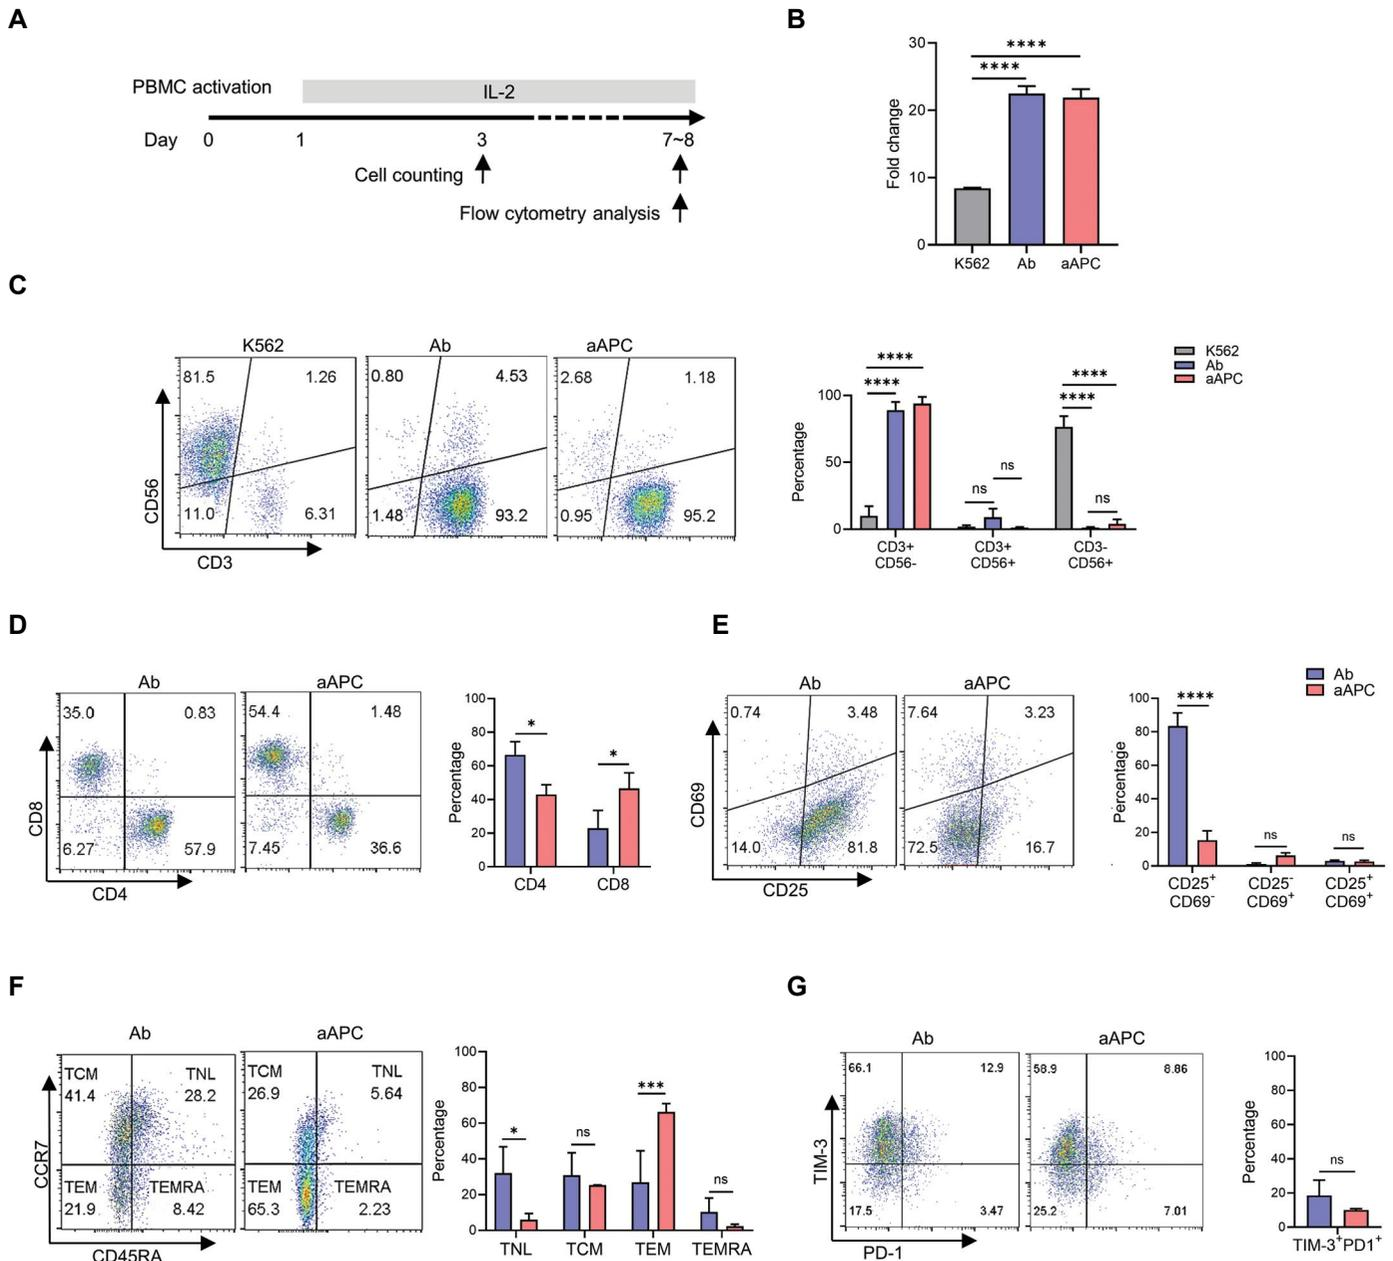 A
PBMC activation
IL-2
Day 0 1 3 7~8
Cell counting
Flow cytometry analysis
B
Fold change
30
20
10
0
****
****
K562 Ab aAPC
C
K562 Ab aAPC
81.5 1.26 0.80 4.53 2.68 1.18
11.0 6.31 1.48 93.2 0.95 95.2
CD56
CD3
Percentage
100
50
0
****
****
ns
ns
****
****
ns
CD3+ CD3+ CD3-
CD56- CD56+ CD56+
K562
Ab
aAPC
D
Ab aAPC
35.0 0.83 54.4 1.48
6.27 57.9 7.45 36.6
CD8
CD4
Percentage
100
80
60
40
20
0
*
*
CD4 CD8
E
Ab aAPC
0.74 3.48 7.64 3.23
14.0 81.8 72.5 16.7
CD69
CD25
Ab
aAPC
Percentage
100
80
60
40
20
0
****
ns
ns
CD25+ CD25- CD25+
CD69- CD69+ CD69+
F
Ab aAPC
TCM TNL TCM TNL
41.4 28.2 26.9 5.64
TEM TEMRA TEM TEMRA
21.9 8.42 65.3 2.23
CCR7
CD45RA
Percentage
100
80
60
40
20
0
*
ns
***
ns
TNL TCM TEM TEMRA
G
Ab aAPC
66.1 12.9 58.9 8.86
17.5 3.47 25.2 7.01
TIM-3
PD-1
Percentage
100
80
60
40
20
0
ns
TIM-3+PD1+